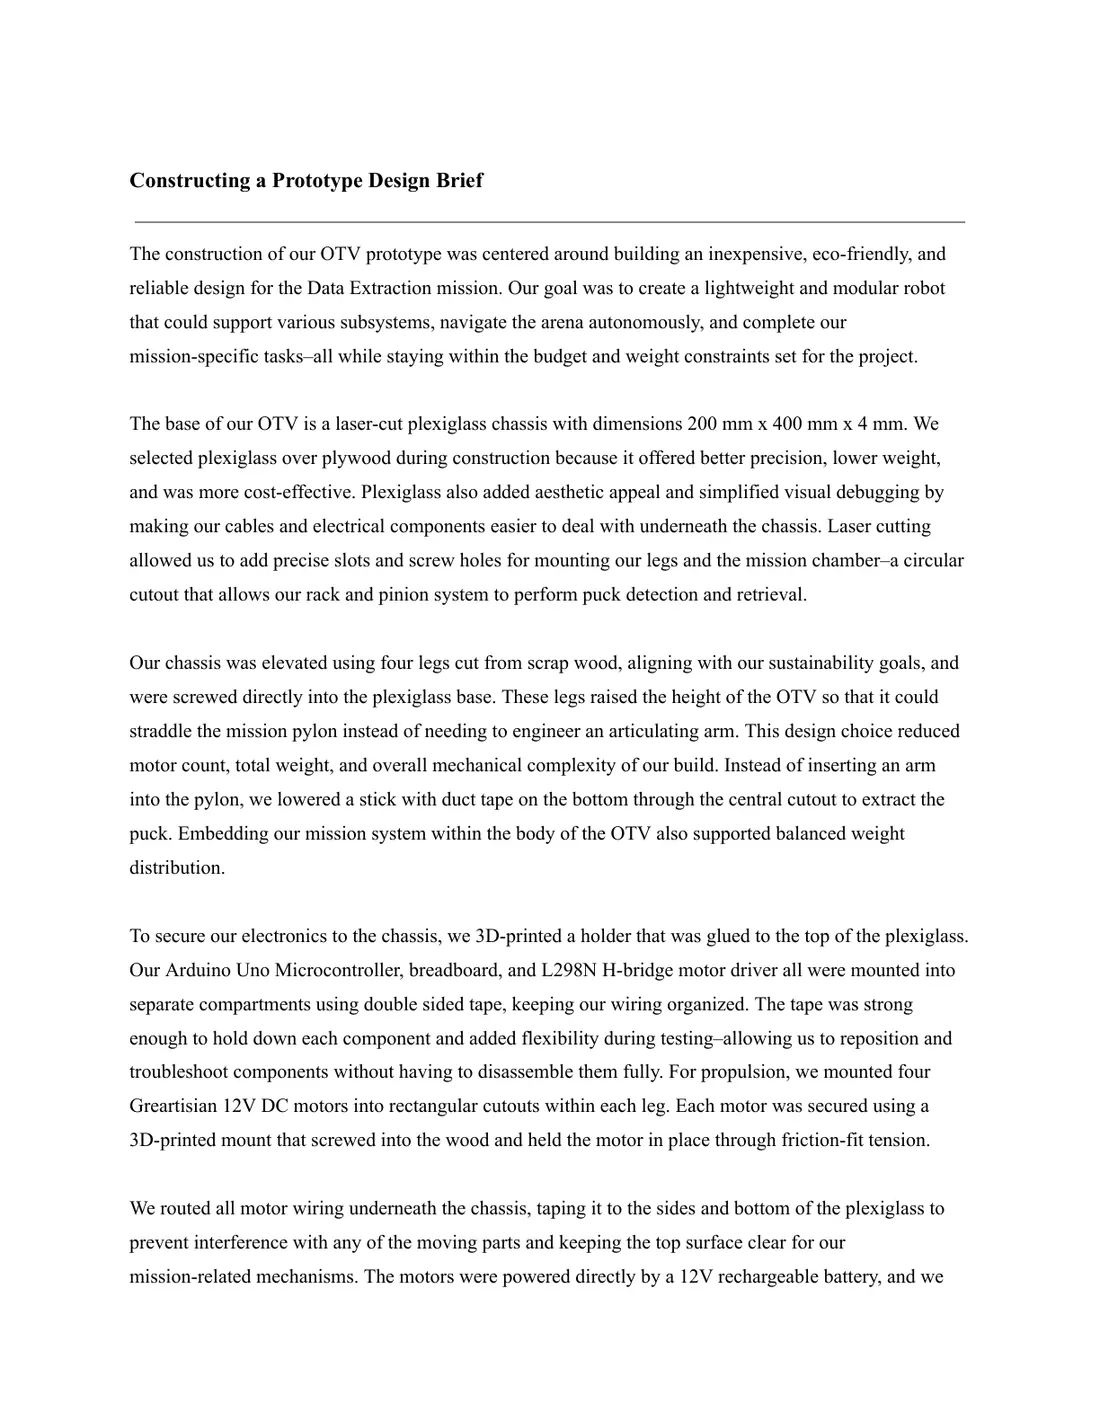 Constructing a Prototype Design Brief
The construction of our OTV prototype was centered around building an inexpensive, eco-friendly, and
reliable design for the Data Extraction mission. Our goal was to create a lightweight and modular robot
that could support various subsystems, navigate the arena autonomously, and complete our
mission-specific tasks–all while staying within the budget and weight constraints set for the project.
The base of our OTV is a laser-cut plexiglass chassis with dimensions 200 mm x 400 mm x 4 mm. We
selected plexiglass over plywood during construction because it offered better precision, lower weight,
and was more cost-effective. Plexiglass also added aesthetic appeal and simplified visual debugging by
making our cables and electrical components easier to deal with underneath the chassis. Laser cutting
allowed us to add precise slots and screw holes for mounting our legs and the mission chamber–a circular
cutout that allows our rack and pinion system to perform puck detection and retrieval.
Our chassis was elevated using four legs cut from scrap wood, aligning with our sustainability goals, and
were screwed directly into the plexiglass base. These legs raised the height of the OTV so that it could
straddle the mission pylon instead of needing to engineer an articulating arm. This design choice reduced
motor count, total weight, and overall mechanical complexity of our build. Instead of inserting an arm
into the pylon, we lowered a stick with duct tape on the bottom through the central cutout to extract the
puck. Embedding our mission system within the body of the OTV also supported balanced weight
distribution.
To secure our electronics to the chassis, we 3D-printed a holder that was glued to the top of the plexiglass.
Our Arduino Uno Microcontroller, breadboard, and L298N H-bridge motor driver all were mounted into
separate compartments using double sided tape, keeping our wiring organized. The tape was strong
enough to hold down each component and added flexibility during testing–allowing us to reposition and
troubleshoot components without having to disassemble them fully. For propulsion, we mounted four
Greartisian 12V DC motors into rectangular cutouts within each leg. Each motor was secured using a
3D-printed mount that screwed into the wood and held the motor in place through friction-fit tension.
We routed all motor wiring underneath the chassis, taping it to the sides and bottom of the plexiglass to
prevent interference with any of the moving parts and keeping the top surface clear for our
mission-related mechanisms. The motors were powered directly by a 12V rechargeable battery, and we